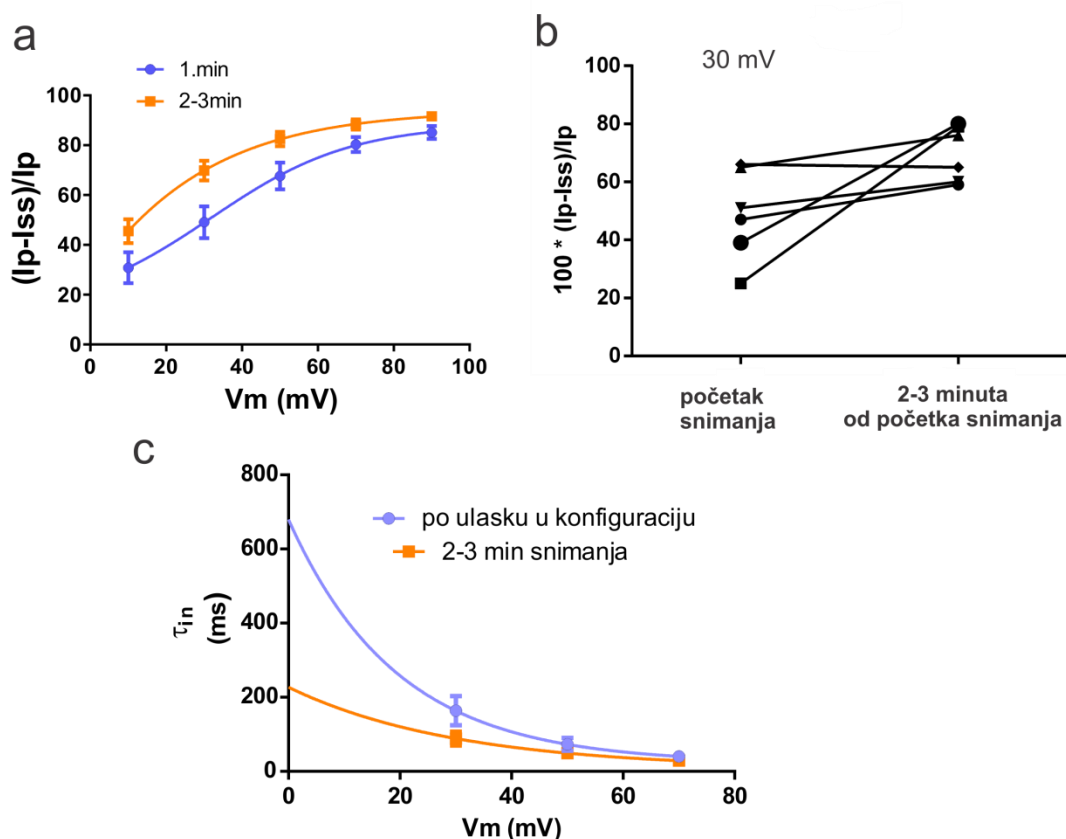 a
1.min
2-3min
(Ip-Iss)/Ip
100
80
60
40
20
0
0 20 40 60 80 100
Vm (mV)
b
30 mV
100 * (Ip-Iss)/Ip
100
80
60
40
20
0
početak
snimanja
2-3 minuta
od početka snimanja
c
po ulasku u konfiguraciju
2-3 min snimanja
τin
(ms)
800
600
400
200
0
0 20 40 60 80
Vm (mV)